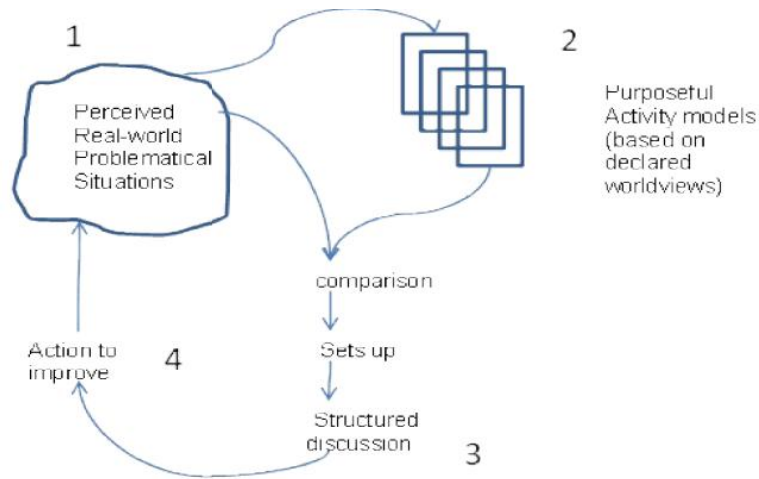 1
Perceived
Real-world
Problematical
Situations
2
Purposeful
Activity models
(based on
declared
worldviews)
comparison
Sets up
Structured
discussion
3
Action to
improve
4